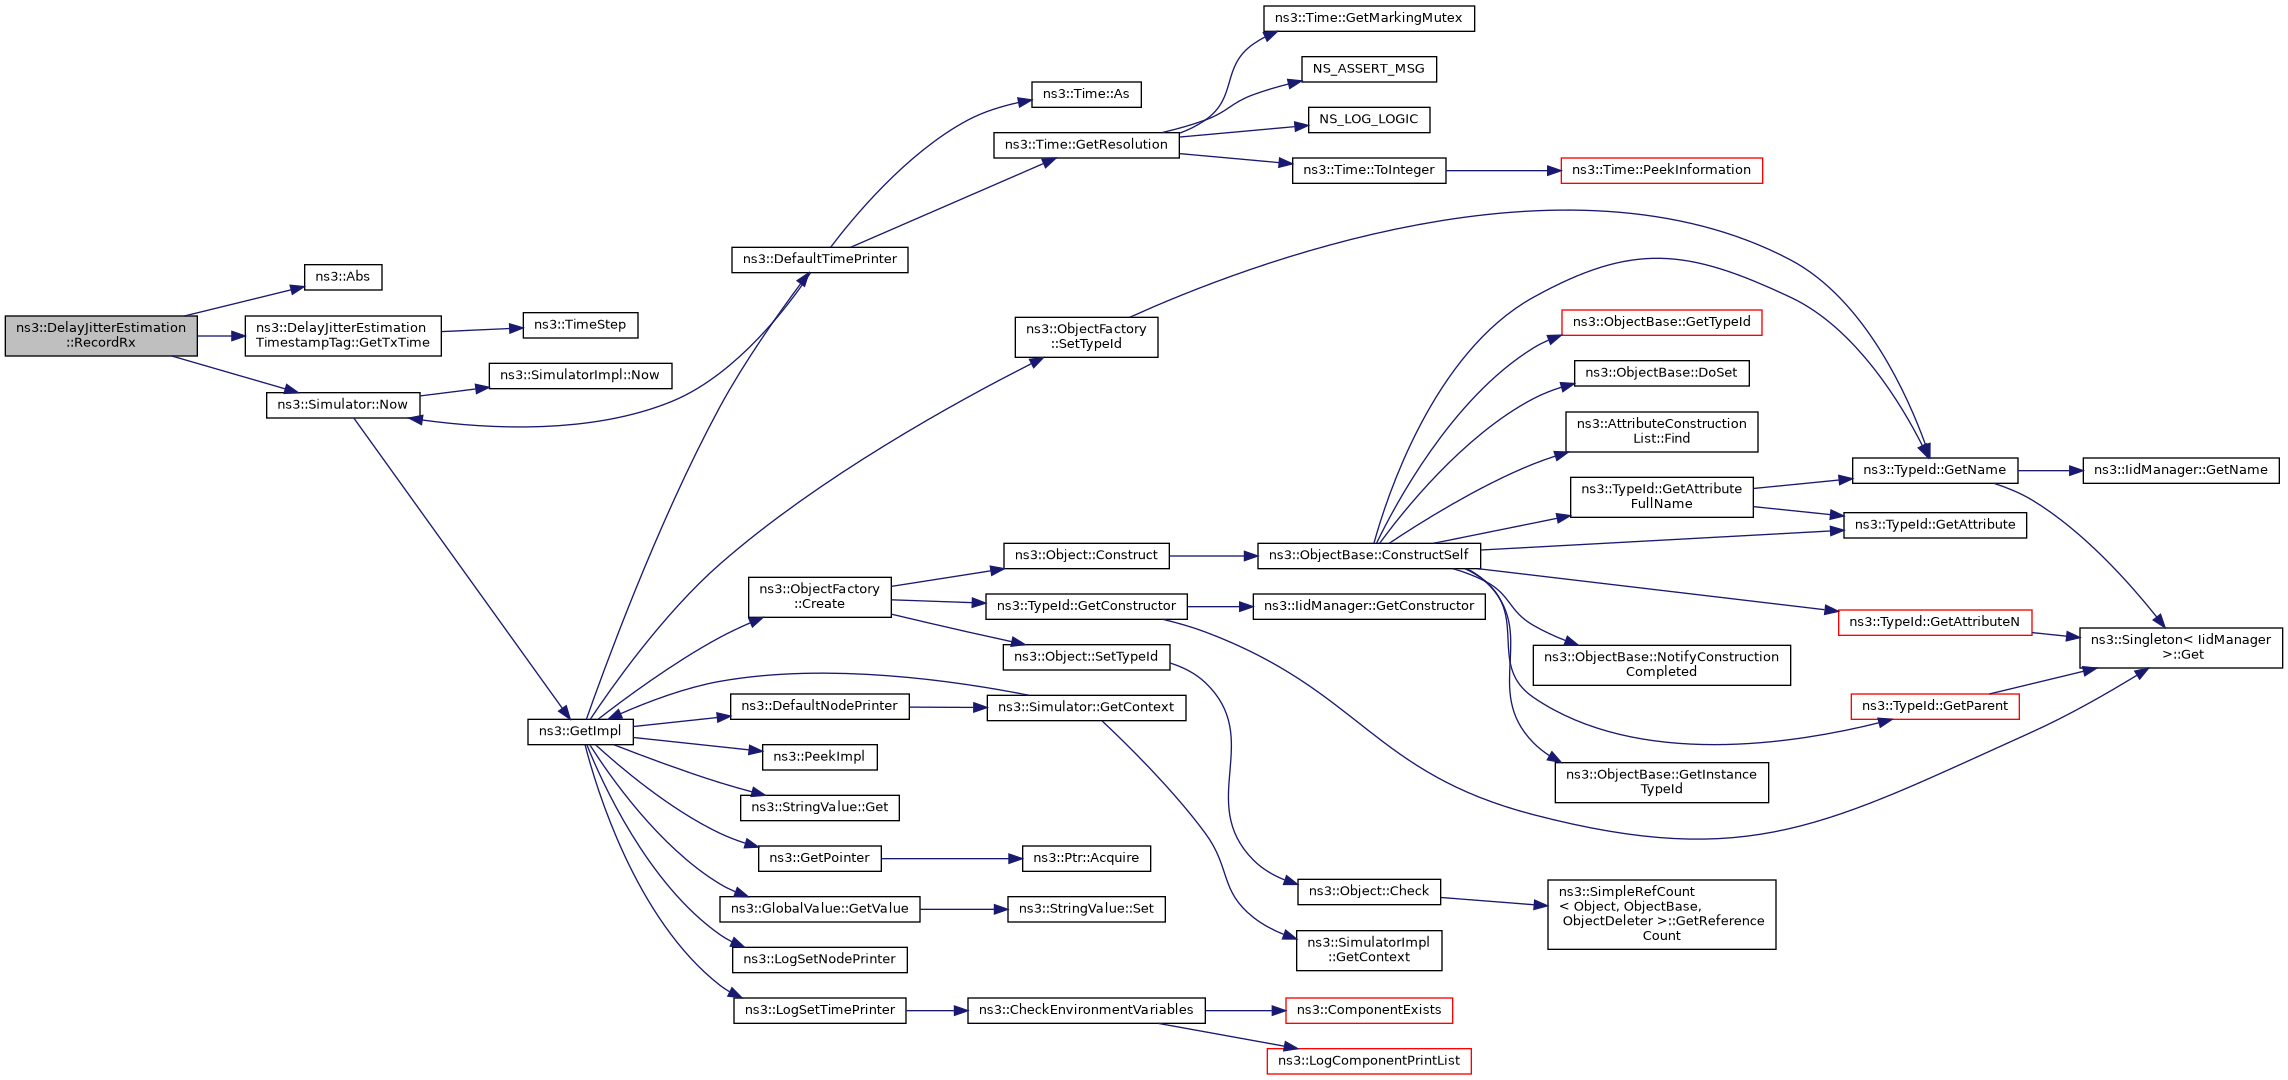 ns3::DelayJitterEstimation
::RecordRx
ns3::Abs
ns3::DelayJitterEstimation
TimestampTag::GetTxTime
ns3::TimeStep
ns3::Simulator::Now
ns3::SimulatorImpl::Now
ns3::GetImpl
ns3::DefaultTimePrinter
ns3::Time::As
ns3::Time::GetResolution
ns3::Time::GetMarkingMutex
NS_ASSERT_MSG
NS_LOG_LOGIC
ns3::Time::ToInteger
ns3::Time::PeekInformation
ns3::ObjectFactory
::SetTypeId
ns3::ObjectFactory
::Create
ns3::Object::Construct
ns3::TypeId::GetConstructor
ns3::Object::SetTypeId
ns3::ObjectBase::ConstructSelf
ns3::IidManager::GetConstructor
ns3::ObjectBase::GetTypeId
ns3::ObjectBase::DoSet
ns3::AttributeConstruction
List::Find
ns3::TypeId::GetAttribute
FullName
ns3::TypeId::GetName
ns3::IidManager::GetName
ns3::TypeId::GetAttribute
ns3::TypeId::GetAttributeN
ns3::Singleton< IidManager
>::Get
ns3::ObjectBase::NotifyConstruction
Completed
ns3::TypeId::GetParent
ns3::ObjectBase::GetInstance
TypeId
ns3::DefaultNodePrinter
ns3::Simulator::GetContext
ns3::PeekImpl
ns3::StringValue::Get
ns3::GetPointer
ns3::Ptr::Acquire
ns3::GlobalValue::GetValue
ns3::StringValue::Set
ns3::Object::Check
ns3::SimpleRefCount
< Object, ObjectBase,
ObjectDeleter >::GetReference
Count
ns3::SimulatorImpl
::GetContext
ns3::LogSetNodePrinter
ns3::LogSetTimePrinter
ns3::CheckEnvironmentVariables
ns3::ComponentExists
ns3::LogComponentPrintList